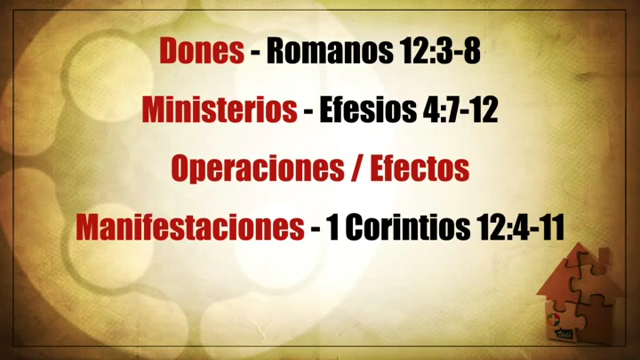 Dones - Romanos 12:3-8
Ministerios - Efesios 4:7-12
Operaciones / Efectos
Manifestaciones - 1 Corintios 12:4-11